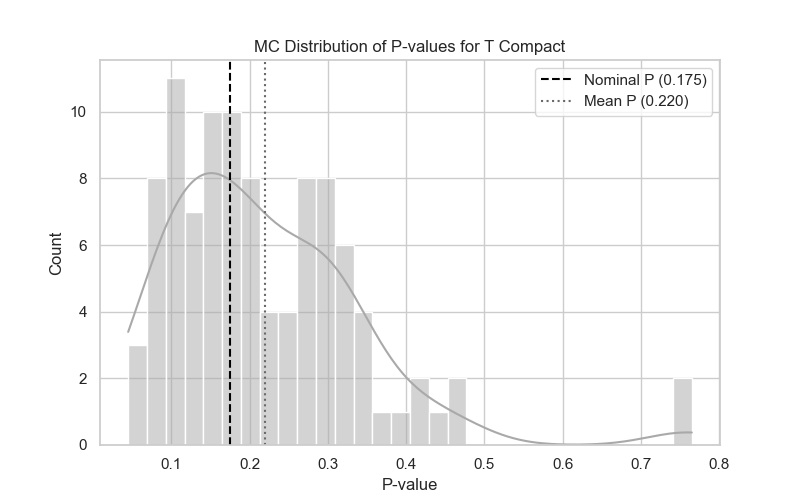 MC Distribution of P-values for T Compact
Nominal P (0.175)
Mean P (0.220)
Count
10
8
6
4
2
0
0.1 0.2 0.3 0.4 0.5 0.6 0.7 0.8
P-value